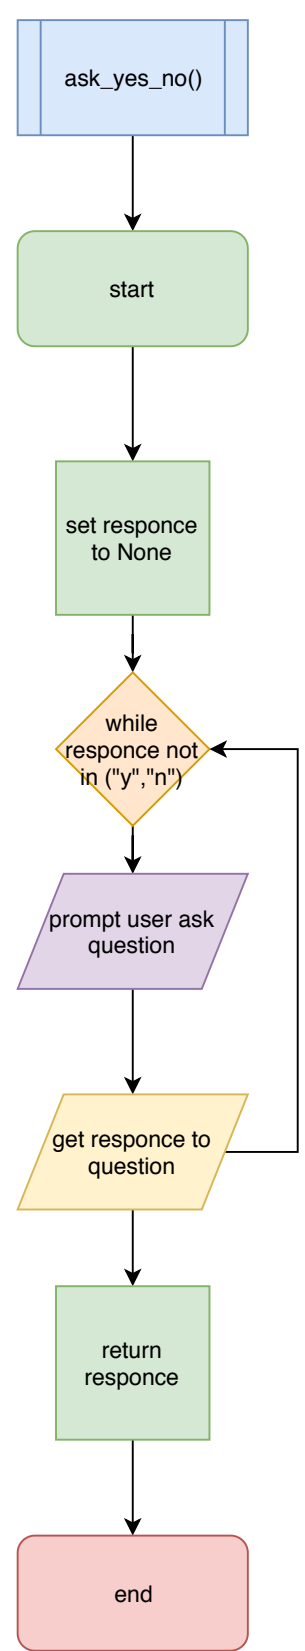 ask_yes_no()
start
set responce
to None
while
responce not
in ("y","n")
prompt user ask
question
get responce to
question
return
responce
end